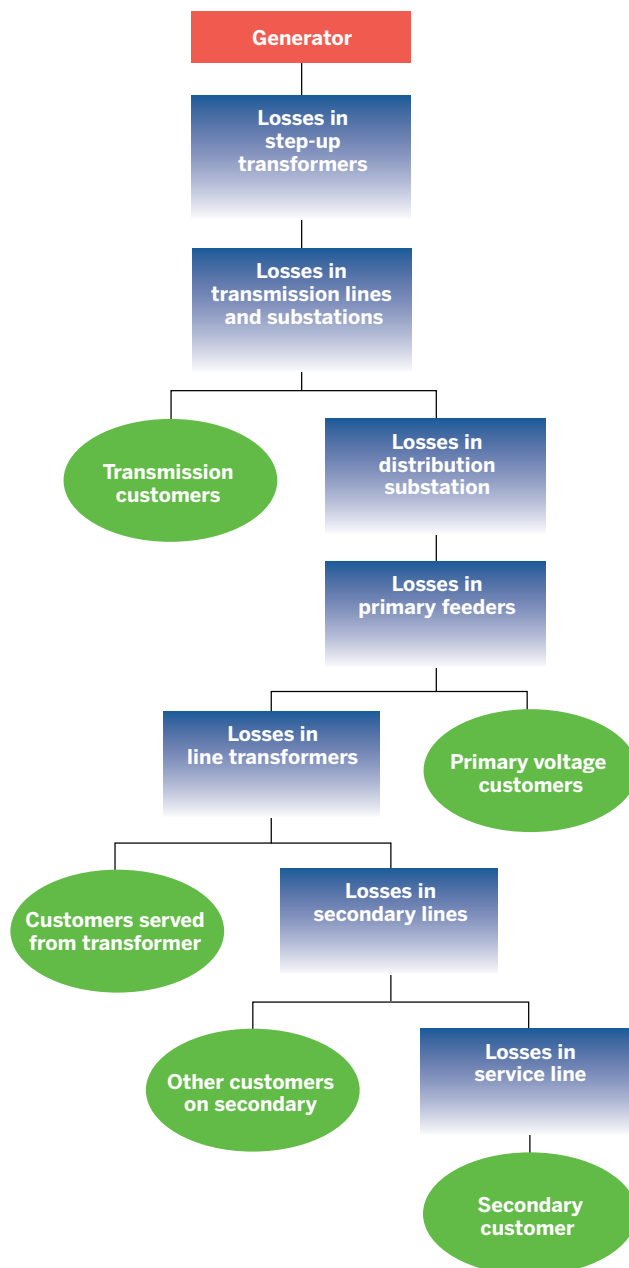 Generator
Losses in
step-up
transformers
Losses in
transmission lines
and substations
Transmission
customers
Losses in
distribution
substation
Losses in
primary feeders
Losses in
line transformers
Primary voltage
customers
Customers served
from transformer
Losses in
secondary lines
Other customers
on secondary
Losses in
service line
Secondary
customer